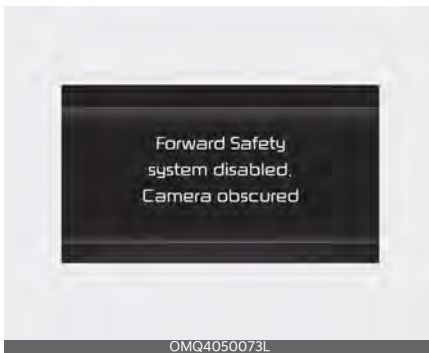 Forward Safety
system disabled.
Camera obscured
OMQ4050073L